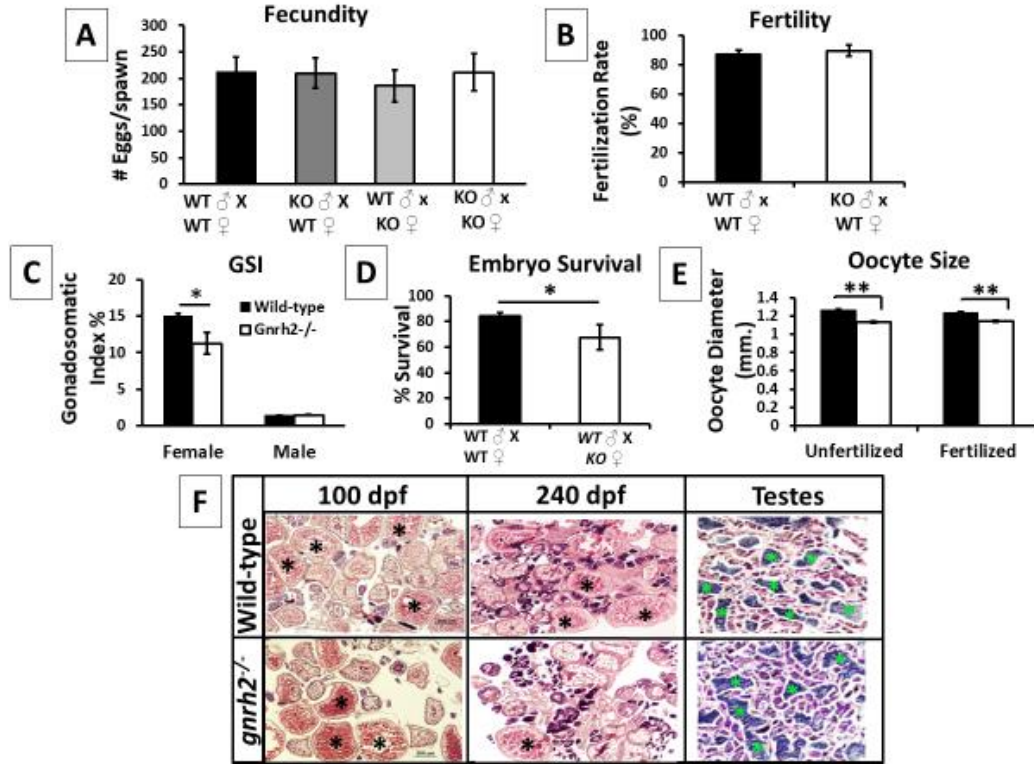 A
Fecundity
# Eggs/spawn
300
250
200
150
100
50
0
WT ♂ X
WT ♀
KO ♂ X
WT ♀
WT ♂ x
KO ♀
KO ♂ x
KO ♀
B
Fertility
Fertilization Rate
(%)
100
80
60
40
20
0
WT ♂ x
WT ♀
KO ♂ x
WT ♀
C
GSI
Gonadosomatic
Index %
20
15
10
5
0
*
Wild-type
Gnrh2-/-
Female
Male
D
Embryo Survival
% Survival
100
80
60
40
20
0
*
WT ♂ X
WT ♀
WT ♂ X
KO ♀
E
Oocyte Size
Oocyte Diameter
(mm.)
1.4
1.2
1
0.8
0.6
0.4
0.2
0
**
**
Unfertilized
Fertilized
F
100 dpf
240 dpf
Testes
Wild-type
gnrh2-/-